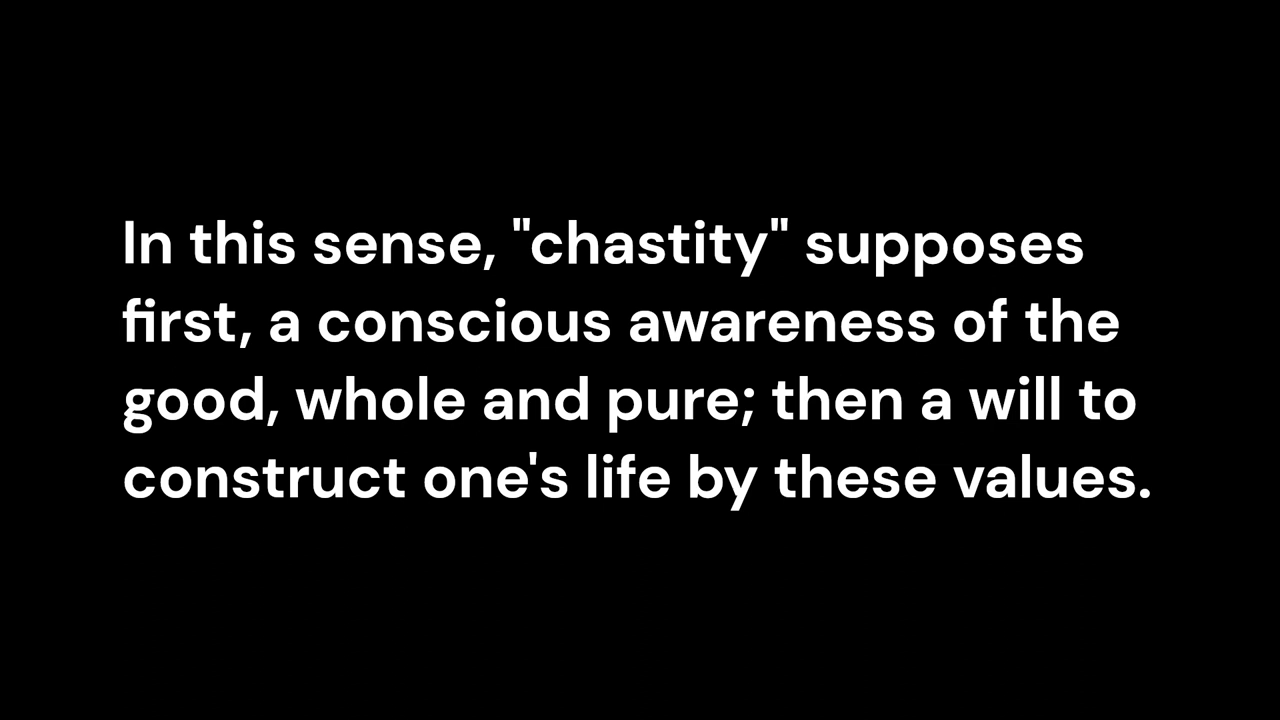 In this sense, "chastity" supposes
first, a conscious awareness of the
good, whole and pure; then a will to
construct one's life by these values.